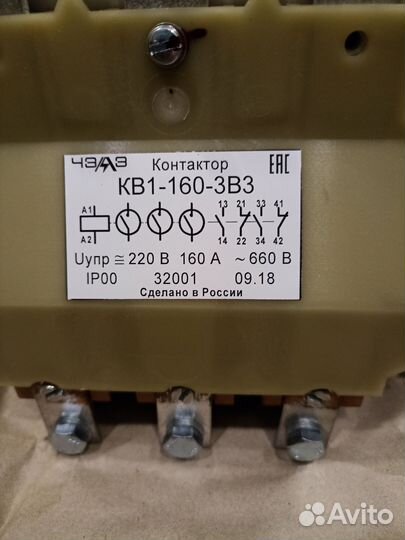 ЧЭАЗ Контактор ЕАС
КВ1-160-3В3
13 21 33 41
A1
A2
14 22 34 42
Uупр ≅ 220 В 160 А ~ 660 В
IP00 32001 09.18
Сделано в России
Avito